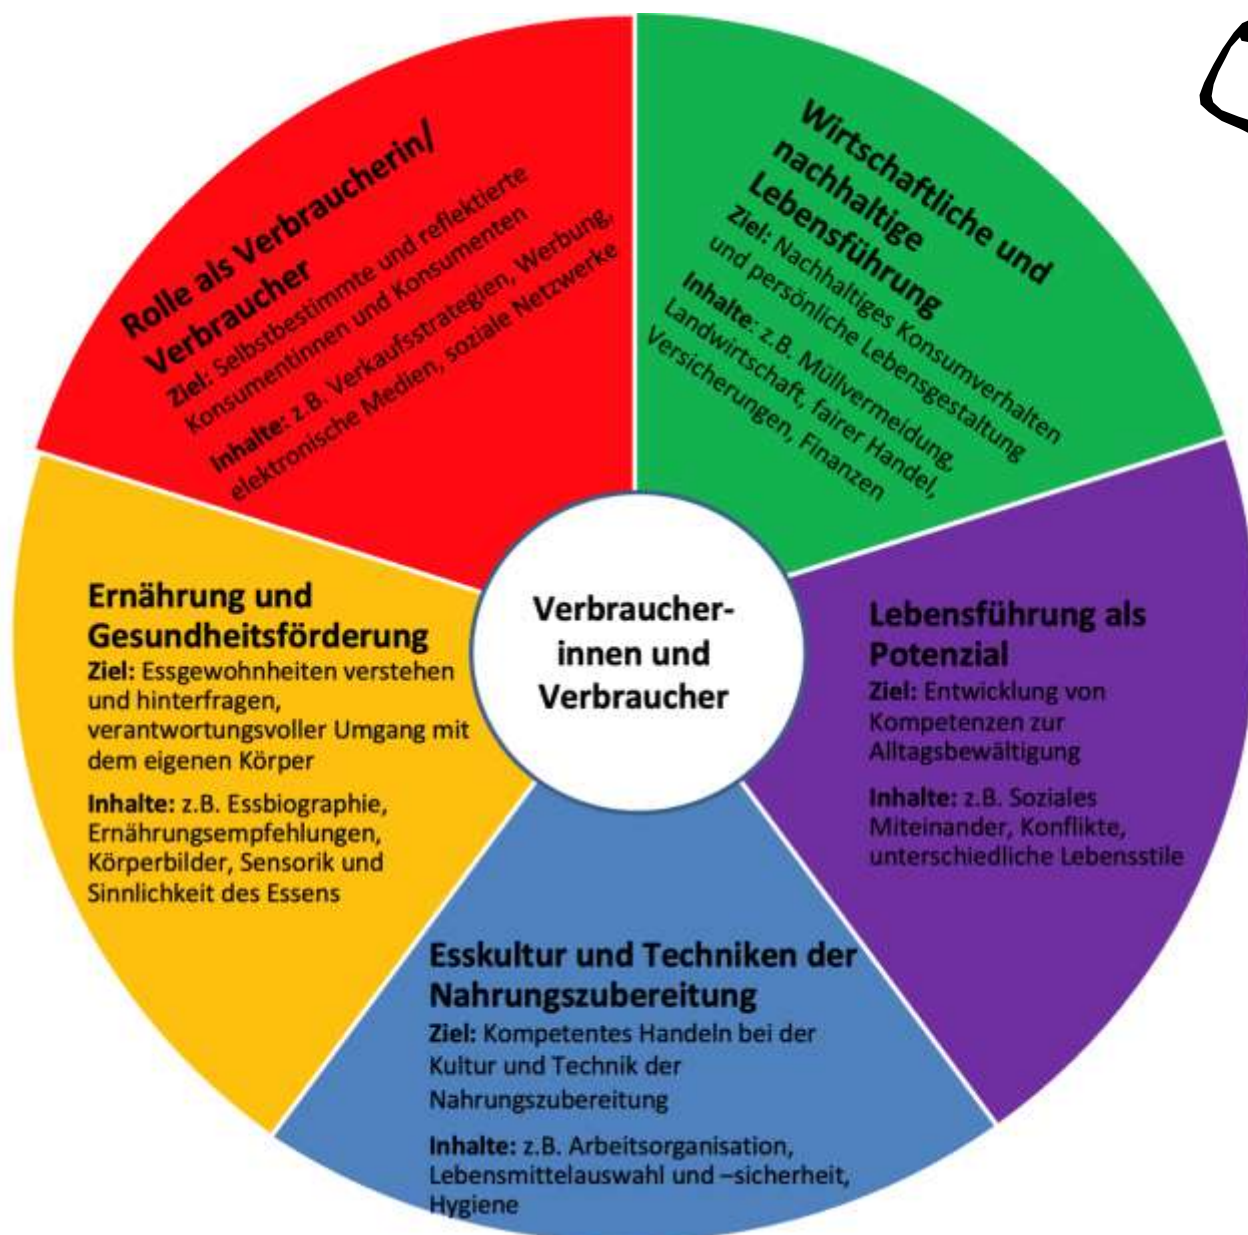 Rolle als Verbraucherin/
Verbraucher
Ziel: Selbstbestimmte und reflektierte
Konsumentinnen und Konsumenten
Inhalte: z.B. Verkaufsstrategien, Werbung,
elektronische Medien, soziale Netzwerke
Wirtschaftliche und
nachhaltige
Lebensführung
Ziel: Nachhaltiges Konsumverhalten
und persönliche Lebensgestaltung
Inhalte: z.B. Müllvermeidung,
Landwirtschaft, fairer Handel,
Versicherungen, Finanzen
Ernährung und
Gesundheitsförderung
Ziel: Essgewohnheiten verstehen
und hinterfragen,
verantwortungsvoller Umgang mit
dem eigenen Körper
Inhalte: z.B. Essbiographie,
Ernährungsempfehlungen,
Körperbilder, Sensorik und
Sinnlichkeit des Essens
Verbraucher-
innen und
Verbraucher
Lebensführung als
Potenzial
Ziel: Entwicklung von
Kompetenzen zur
Alltagsbewältigung
Inhalte: z.B. Soziales
Miteinander, Konflikte,
unterschiedliche Lebensstile
Esskultur und Techniken der
Nahrungszubereitung
Ziel: Kompetentes Handeln bei der
Kultur und Technik der
Nahrungszubereitung
Inhalte: z.B. Arbeitsorganisation,
Lebensmittelauswahl und –sicherheit,
Hygiene